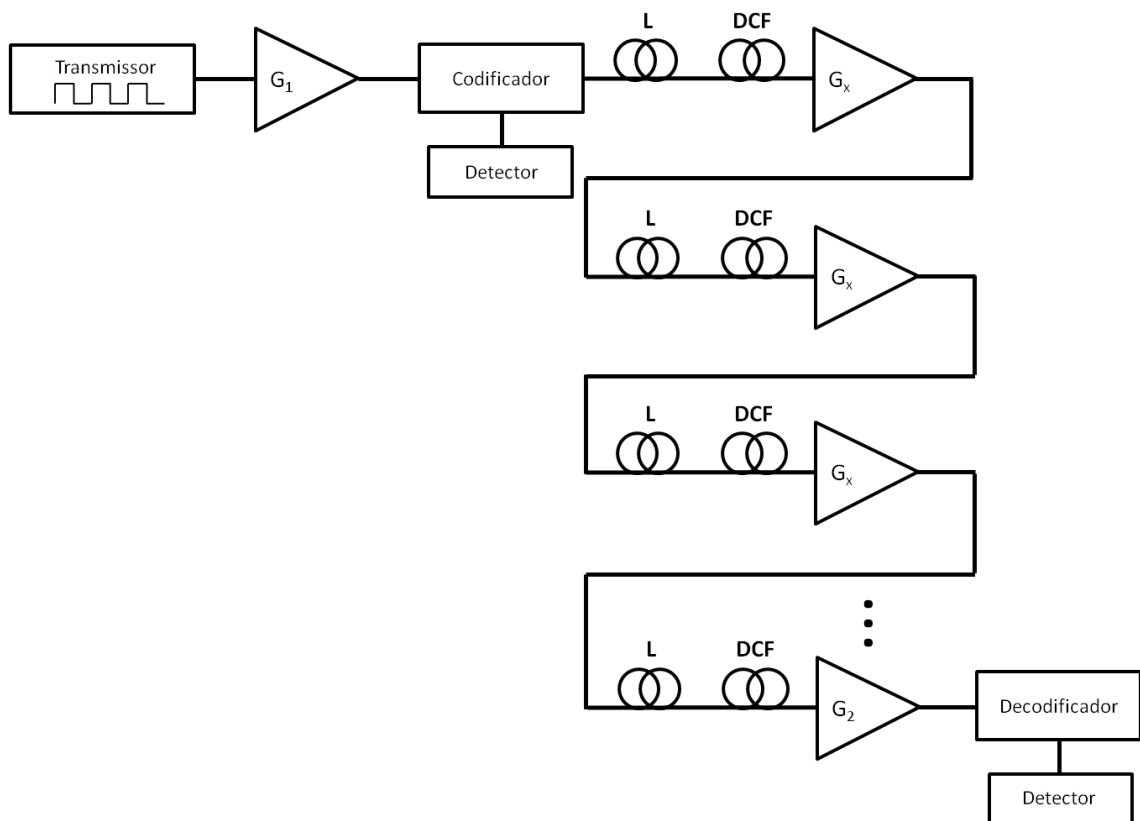 L DCF
Transmissor
G₁
Codificador
Gₓ
Detector
L DCF
Gₓ
L DCF
Gₓ
L DCF
G₂
Decodificador
Detector